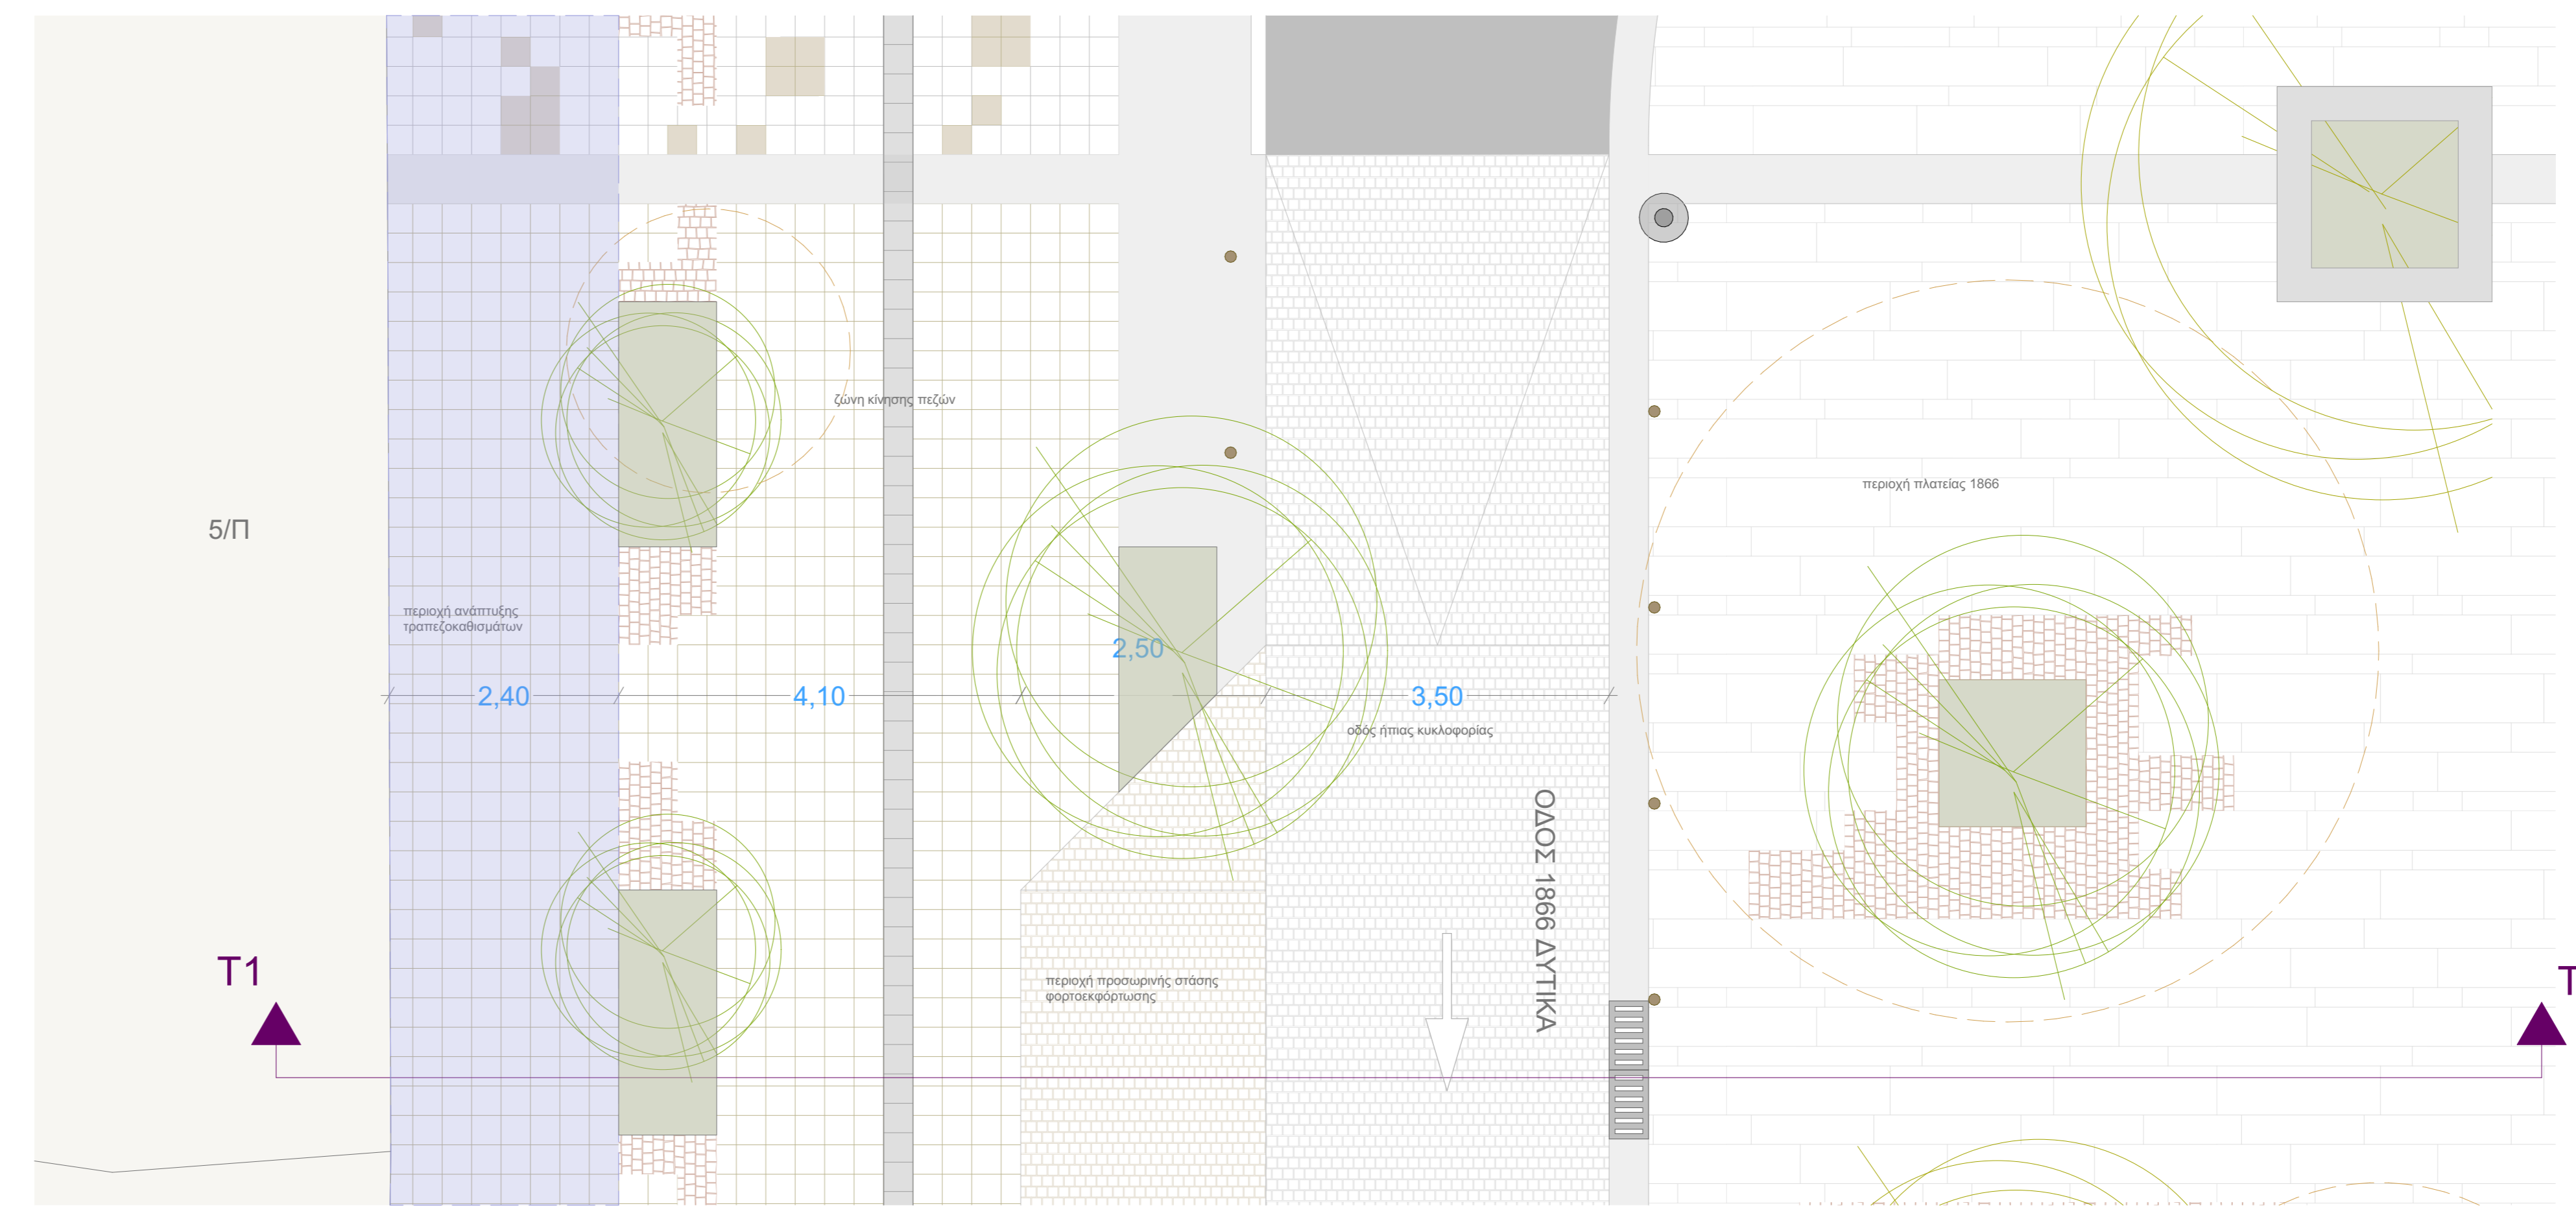 ζώνη κίνησης πεζών
περιοχή πλατείας 1866
5/Π
περιοχή ανάπτυξης
τραπεζοκαθισμάτων
2,50
2,40
4,10
3,50
οδός ήπιας κυκλοφορίας
ΟΔΟΣ 1866 ΔΥΤΙΚΑ
T1
περιοχή προσωρινής στάσης
φορτοεκφόρτωσης
T